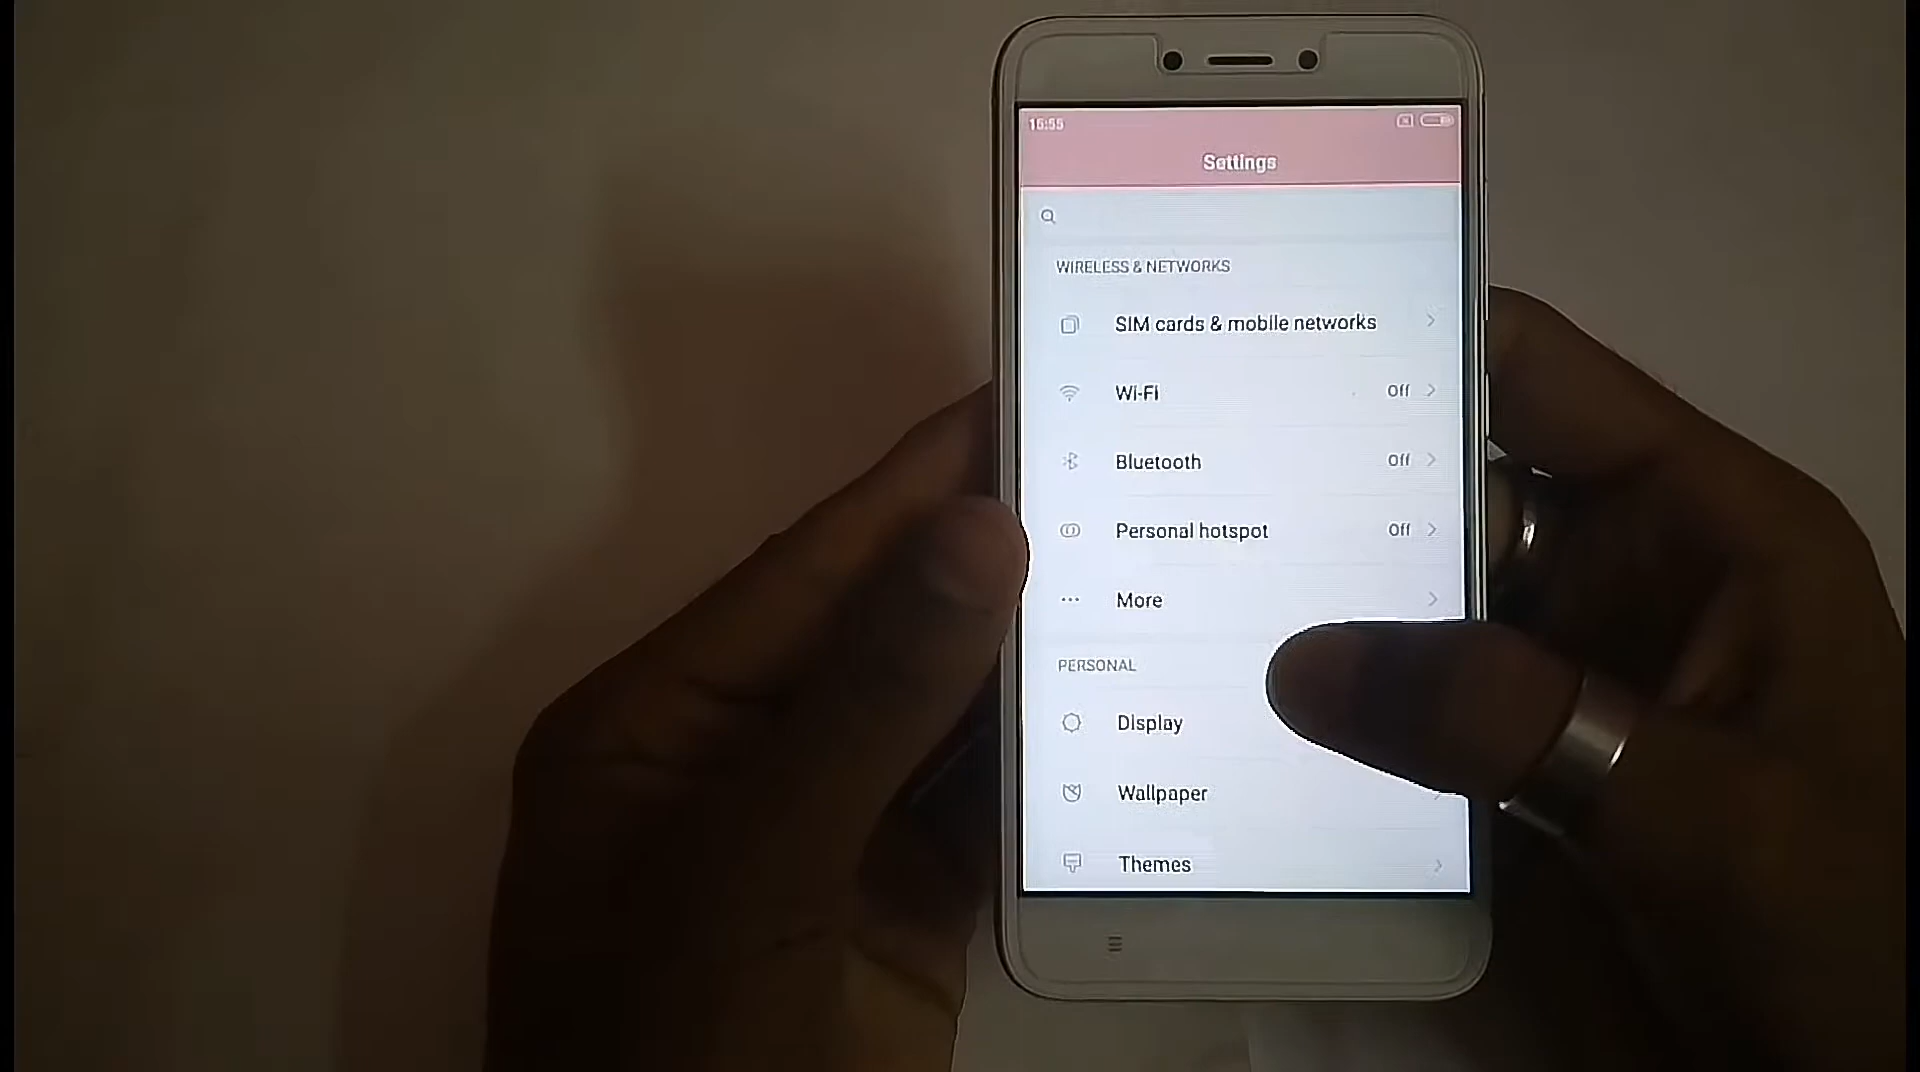 15:55
Settings
WIRELESS & NETWORKS
SIM cards & mobile networks
Wi-Fi Off
Bluetooth Off
Personal hotspot Off
More
PERSONAL
Display
Wallpaper
Themes